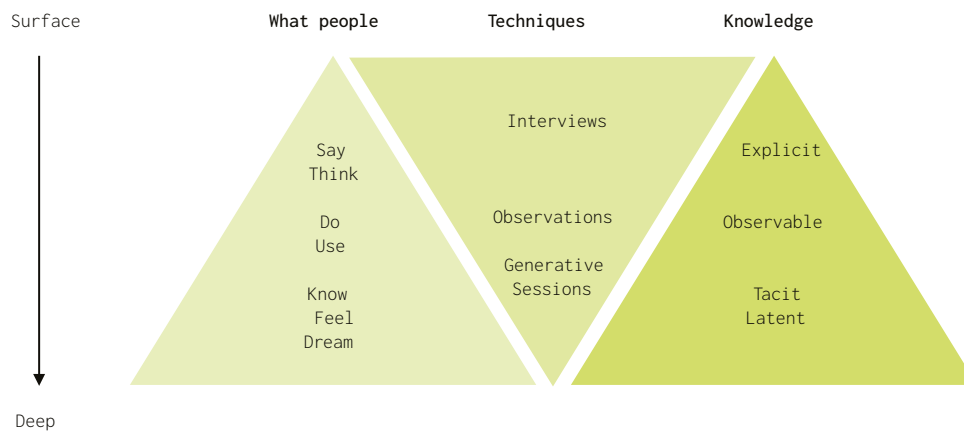 Surface
What people
Techniques
Knowledge
Say
Think
Do
Use
Know
Feel
Dream
Interviews
Observations
Generative
Sessions
Explicit
Observable
Tacit
Latent
Deep